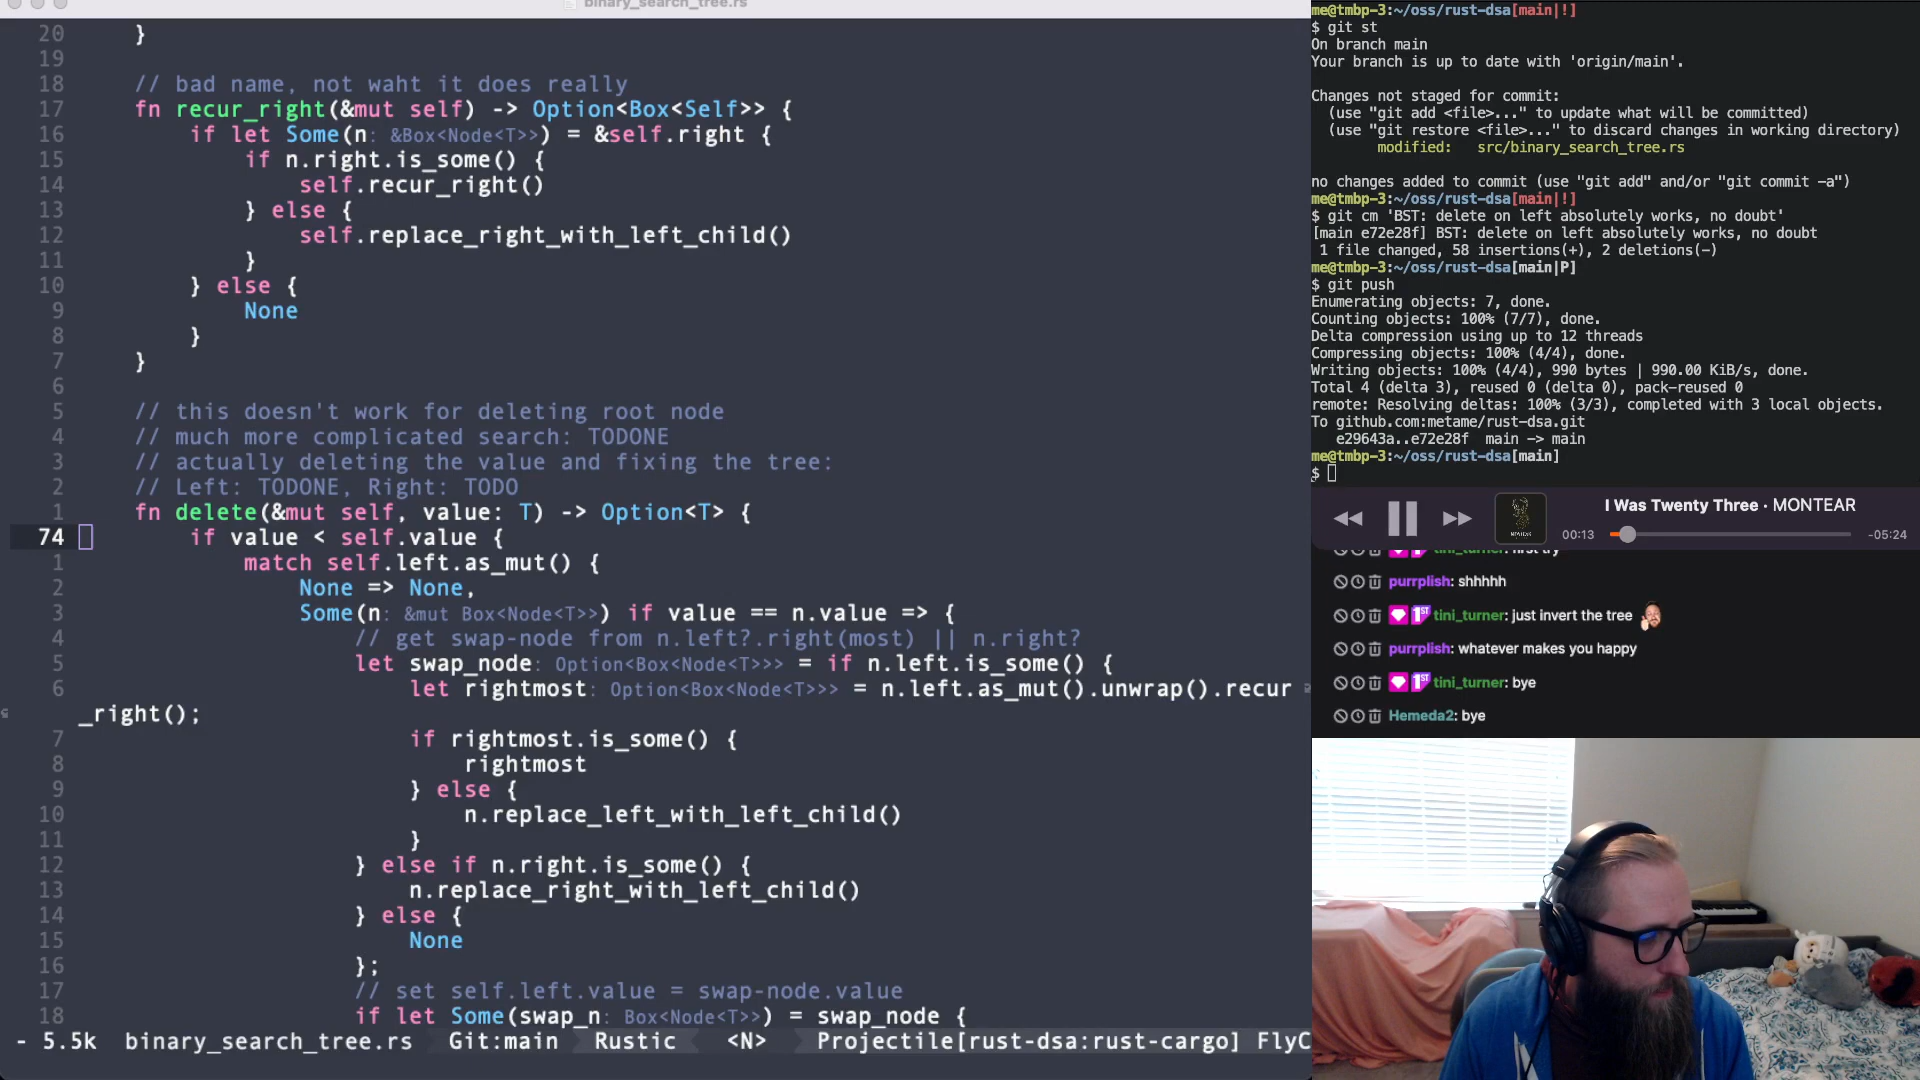 binary_search_tree.rs
20 }
19
18 // bad name, not waht it does really
17 fn recur_right(&mut self) -> Option<Box<Self>> {
16 if let Some(n: &Box<Node<T>>) = &self.right {
15 if n.right.is_some() {
14 self.recur_right()
13 } else {
12 self.replace_right_with_left_child()
11 }
10 } else {
9 None
8 }
7 }
6
5 // this doesn't work for deleting root node
4 // much more complicated search: TODONE
3 // actually deleting the value and fixing the tree:
2 // Left: TODONE, Right: TODO
1 fn delete(&mut self, value: T) -> Option<T> {
74 if value < self.value {
1 match self.left.as_mut() {
2 None => None,
3 Some(n: &mut Box<Node<T>>) if value == n.value => {
4 // get swap-node from n.left?.right(most) || n.right?
5 let swap_node: Option<Box<Node<T>>> = if n.left.is_some() {
6 let rightmost: Option<Box<Node<T>>> = n.left.as_mut().unwrap().recur
_right();
7 if rightmost.is_some() {
8 rightmost
9 } else {
10 n.replace_left_with_left_child()
11 }
12 } else if n.right.is_some() {
13 n.replace_right_with_left_child()
14 } else {
15 None
16 };
17 // set self.left.value = swap-node.value
18 if let Some(swap_n: Box<Node<T>>) = swap_node {
- 5.5k binary_search_tree.rs Git:main Rustic <N> Projectile[rust-dsa:rust-cargo] FlyC
me@tmbp-3:~/oss/rust-dsa[main|!]
$ git st
On branch main
Your branch is up to date with 'origin/main'.
Changes not staged for commit:
(use "git add <file>..." to update what will be committed)
(use "git restore <file>..." to discard changes in working directory)
modified: src/binary_search_tree.rs
no changes added to commit (use "git add" and/or "git commit -a")
me@tmbp-3:~/oss/rust-dsa[main|!]
$ git cm 'BST: delete on left absolutely works, no doubt'
[main e72e28f] BST: delete on left absolutely works, no doubt
1 file changed, 58 insertions(+), 2 deletions(-)
me@tmbp-3:~/oss/rust-dsa[main|P]
$ git push
Enumerating objects: 7, done.
Counting objects: 100% (7/7), done.
Delta compression using up to 12 threads
Compressing objects: 100% (4/4), done.
Writing objects: 100% (4/4), 990 bytes | 990.00 KiB/s, done.
Total 4 (delta 3), reused 0 (delta 0), pack-reused 0
remote: Resolving deltas: 100% (3/3), completed with 3 local objects.
To github.com:metame/rust-dsa.git
e29643a..e72e28f main -> main
me@tmbp-3:~/oss/rust-dsa[main]
$
I Was Twenty Three · MONTEAR
00:13 -05:24
1ST tini_turner: first try
purrplish: shhhhh
1ST tini_turner: just invert the tree
purrplish: whatever makes you happy
1ST tini_turner: bye
Hemeda2: bye